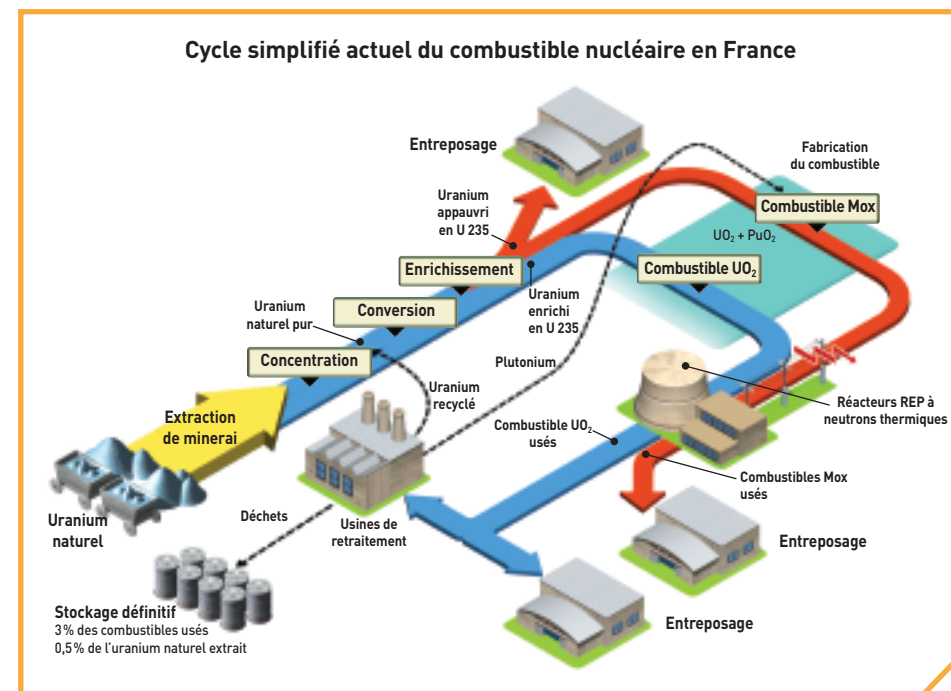 Cycle simplifié actuel du combustible nucléaire en France
Entreposage
Fabrication
du combustible
Uranium
appauvri
en U 235
Combustible Mox
UO₂ + PuO₂
Enrichissement
Combustible UO₂
Uranium
naturel pur
Conversion
Uranium
enrichi
en U 235
Concentration
Plutonium
Uranium
recyclé
Extraction
de minerai
Réacteurs REP à
neutrons thermiques
Combustible UO₂
usés
Combustibles Mox
usés
Uranium
naturel
Déchets
Usines de
retraitement
Entreposage
Stockage définitif
3 % des combustibles usés
0,5 % de l'uranium naturel extrait
Entreposage